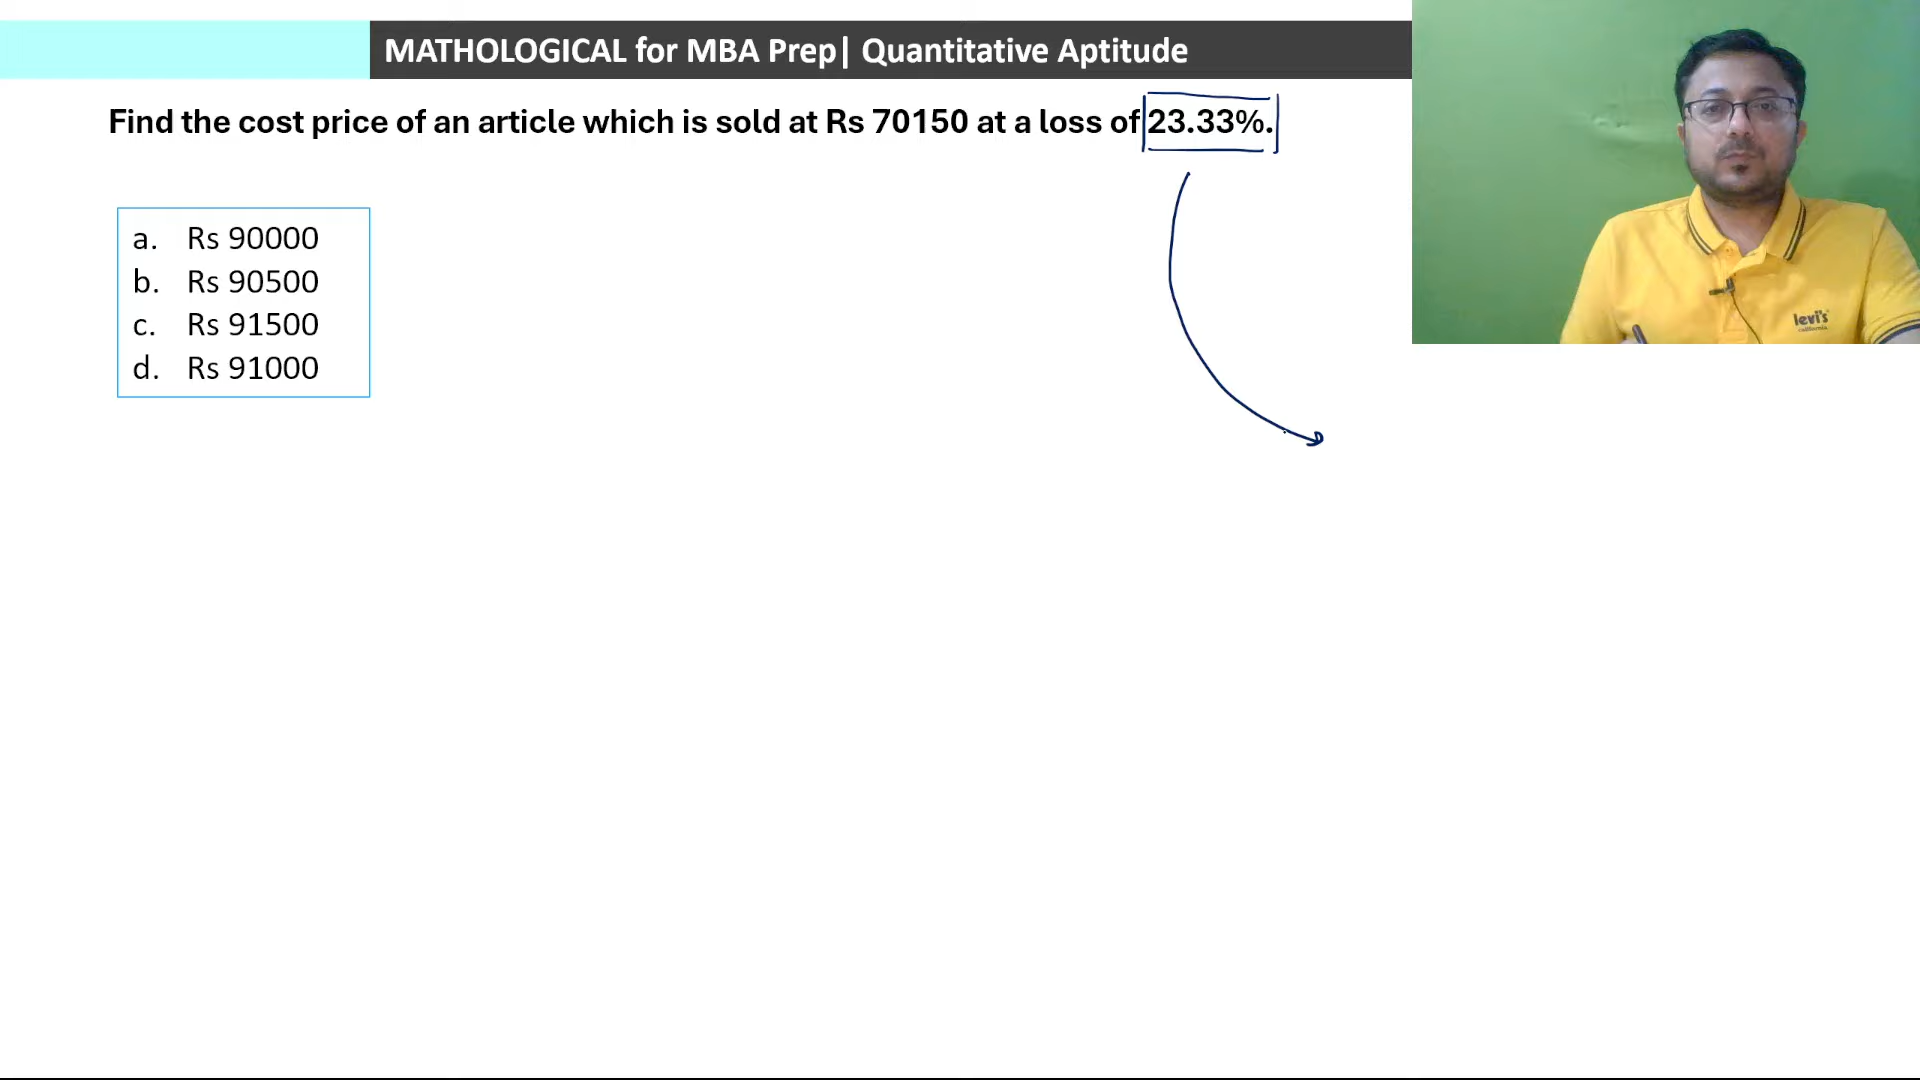 MATHOLOGICAL for MBA Prep| Quantitative Aptitude
Find the cost price of an article which is sold at Rs 70150 at a loss of 23.33%.
a. Rs 90000
b. Rs 90500
c. Rs 91500
d. Rs 91000
levi's
california